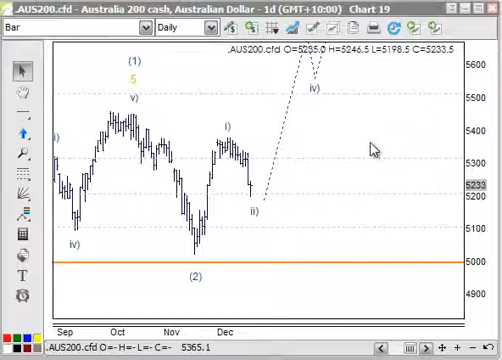 .AUS200.cfd - Australia 200 cash, Australian Dollar - 1d (GMT+10:00) Chart 19
Bar Daily
.AUS200.cfd O=5235.0 H=5246.5 L=5198.5 C=5233.5
5600
(1)
5
v)
iv)
5500
5400
i)
i)
5300
5233
5200
ii)
5100
iv)
5000
(2)
4900
Sep Oct Nov Dec
.AUS200.cfd O=- H=- L=- C=- 5365.1